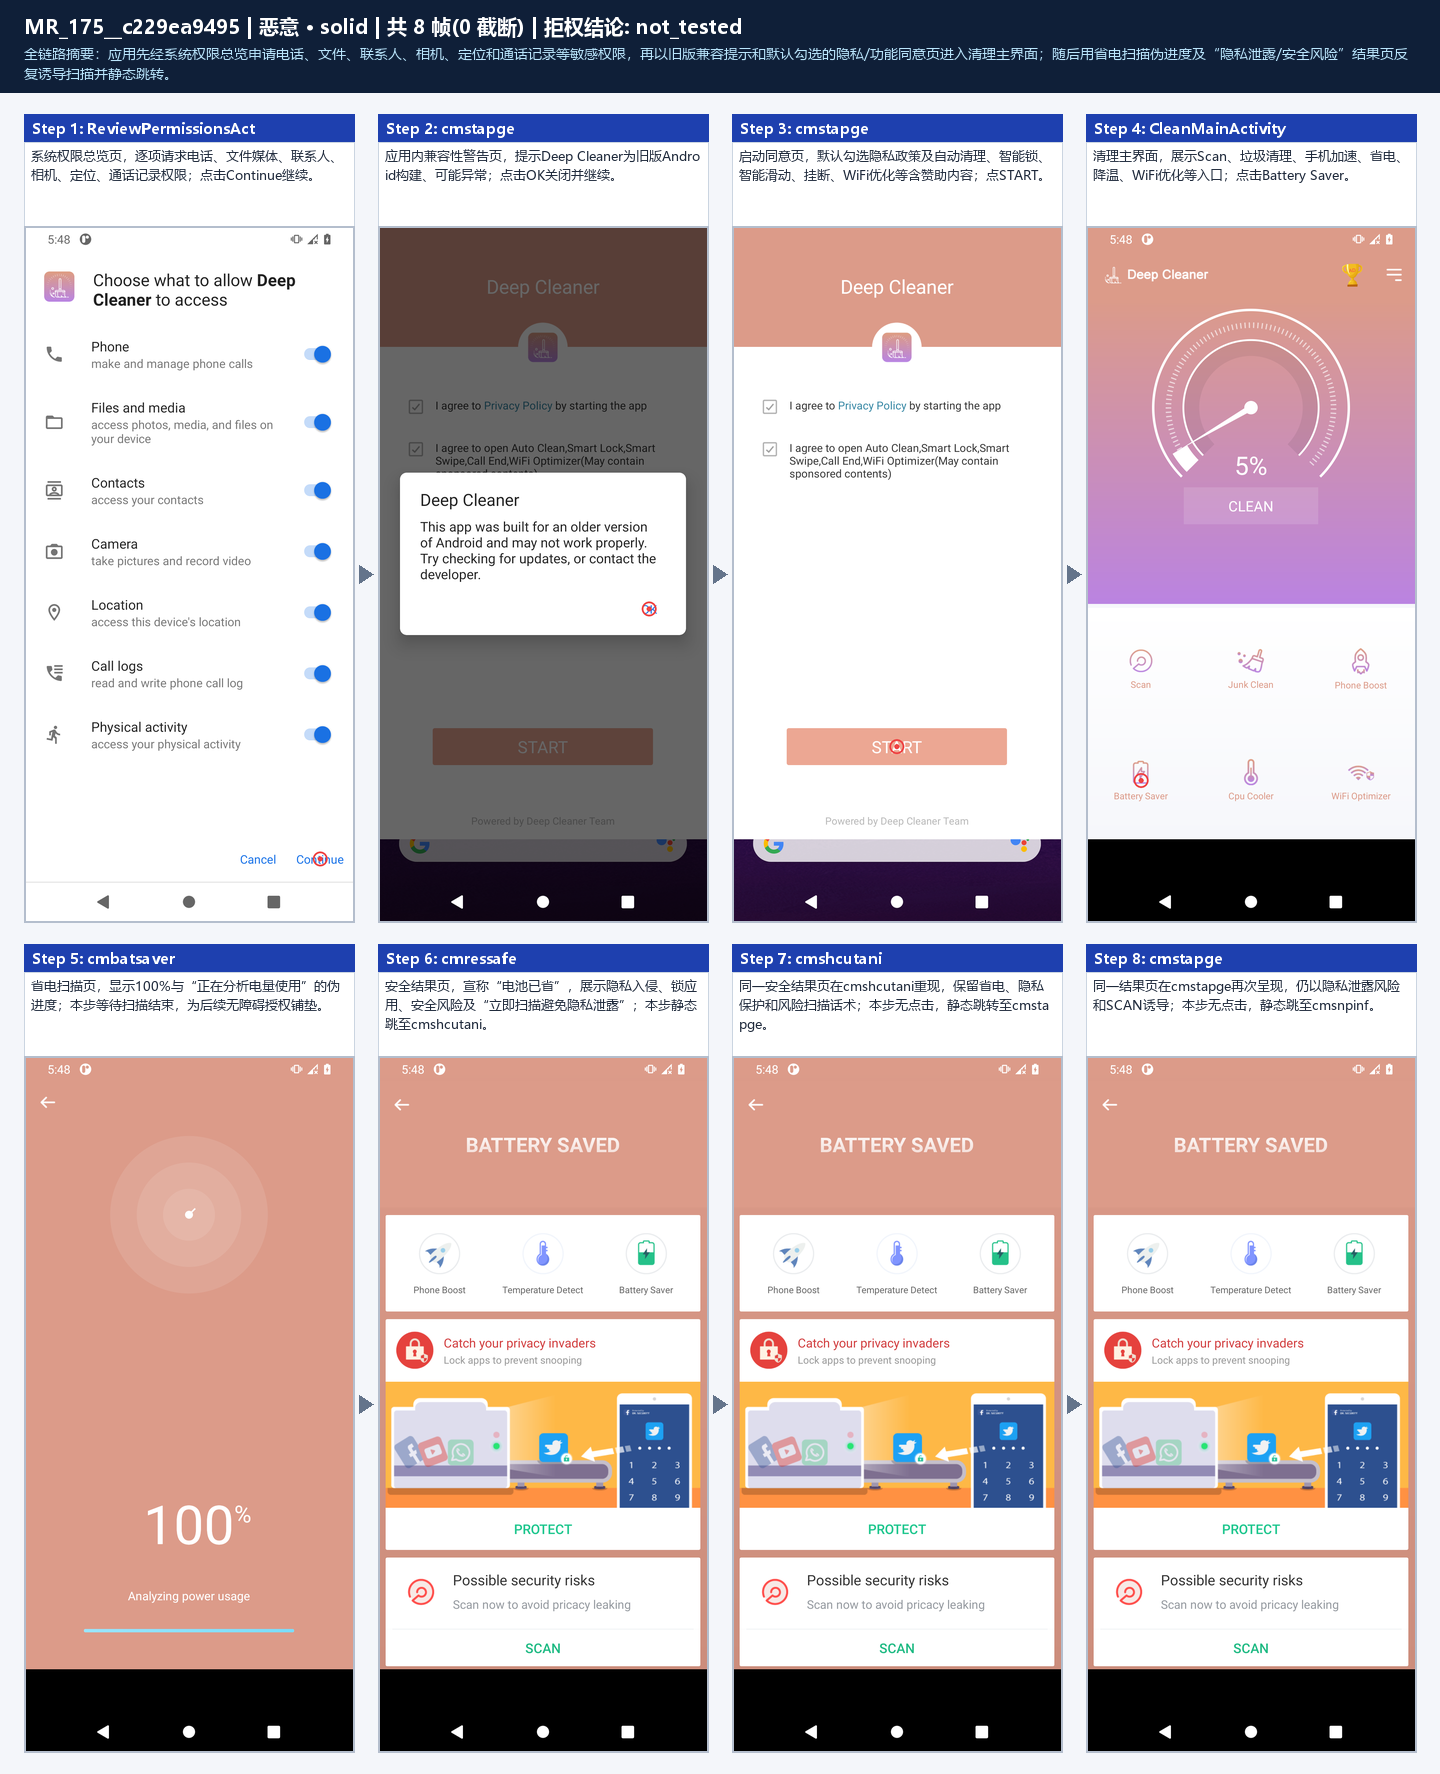 MR_175__c229ea9495 | 恶意 • solid | 共 8 帧(0 截断) | 拒权结论: not_tested
全链路摘要：应用先经系统权限总览申请电话、文件、联系人、相机、定位和通话记录等敏感权限，再以旧版兼容提示和默认勾选的隐私/功能同意页进入清理主界面；随后用省电扫描伪进度及“隐私泄露/安全风险”结果页反
复诱导扫描并静态跳转。
Step 1: ReviewPermissionsAct
系统权限总览页，逐项请求电话、文件媒体、联系人、
相机、定位、通话记录权限；点击Continue继续。
5:48
Choose what to allow Deep
Cleaner to access
Phone
make and manage phone calls
Files and media
access photos, media, and files on
your device
Contacts
access your contacts
Camera
take pictures and record video
Location
access this device's location
Call logs
read and write phone call log
Physical activity
access your physical activity
Cancel
Continue
Step 2: cmstapge
应用内兼容性警告页，提示Deep Cleaner为旧版Andro
id构建、可能异常；点击OK关闭并继续。
Deep Cleaner
I agree to Privacy Policy by starting the app
I agree to open Auto Clean,Smart Lock,Smart
Swipe,Call End,WiFi Optimizer(May contain
sponsored contents)
Deep Cleaner
This app was built for an older version
of Android and may not work properly.
Try checking for updates, or contact the
developer.
START
Powered by Deep Cleaner Team
Step 3: cmstapge
启动同意页，默认勾选隐私政策及自动清理、智能锁、
智能滑动、挂断、WiFi优化等含赞助内容；点START。
Deep Cleaner
I agree to Privacy Policy by starting the app
I agree to open Auto Clean,Smart Lock,Smart
Swipe,Call End,WiFi Optimizer(May contain
sponsored contents)
START
Powered by Deep Cleaner Team
Step 4: CleanMainActivity
清理主界面，展示Scan、垃圾清理、手机加速、省电、
降温、WiFi优化等入口；点击Battery Saver。
5:48
Deep Cleaner
5%
CLEAN
Scan
Junk Clean
Phone Boost
Battery Saver
Cpu Cooler
WiFi Optimizer
Step 5: cmbatsaver
省电扫描页，显示100%与“正在分析电量使用”的伪
进度；本步等待扫描结束，为后续无障碍授权铺垫。
5:48
100%
Analyzing power usage
Step 6: cmressafe
安全结果页，宣称“电池已省”，展示隐私入侵、锁应
用、安全风险及“立即扫描避免隐私泄露”；本步静态
跳至cmshcutani。
5:48
BATTERY SAVED
Phone Boost
Temperature Detect
Battery Saver
Catch your privacy invaders
Lock apps to prevent snooping
1 2 3
4 5 6
7 8 9
PROTECT
Possible security risks
Scan now to avoid pricacy leaking
SCAN
Step 7: cmshcutani
同一安全结果页在cmshcutani重现，保留省电、隐私
保护和风险扫描话术；本步无点击，静态跳转至cmsta
pge。
5:48
BATTERY SAVED
Phone Boost
Temperature Detect
Battery Saver
Catch your privacy invaders
Lock apps to prevent snooping
1 2 3
4 5 6
7 8 9
PROTECT
Possible security risks
Scan now to avoid pricacy leaking
SCAN
Step 8: cmstapge
同一结果页在cmstapge再次呈现，仍以隐私泄露风险
和SCAN诱导；本步无点击，静态跳至cmsnpinf。
5:48
BATTERY SAVED
Phone Boost
Temperature Detect
Battery Saver
Catch your privacy invaders
Lock apps to prevent snooping
1 2 3
4 5 6
7 8 9
PROTECT
Possible security risks
Scan now to avoid pricacy leaking
SCAN